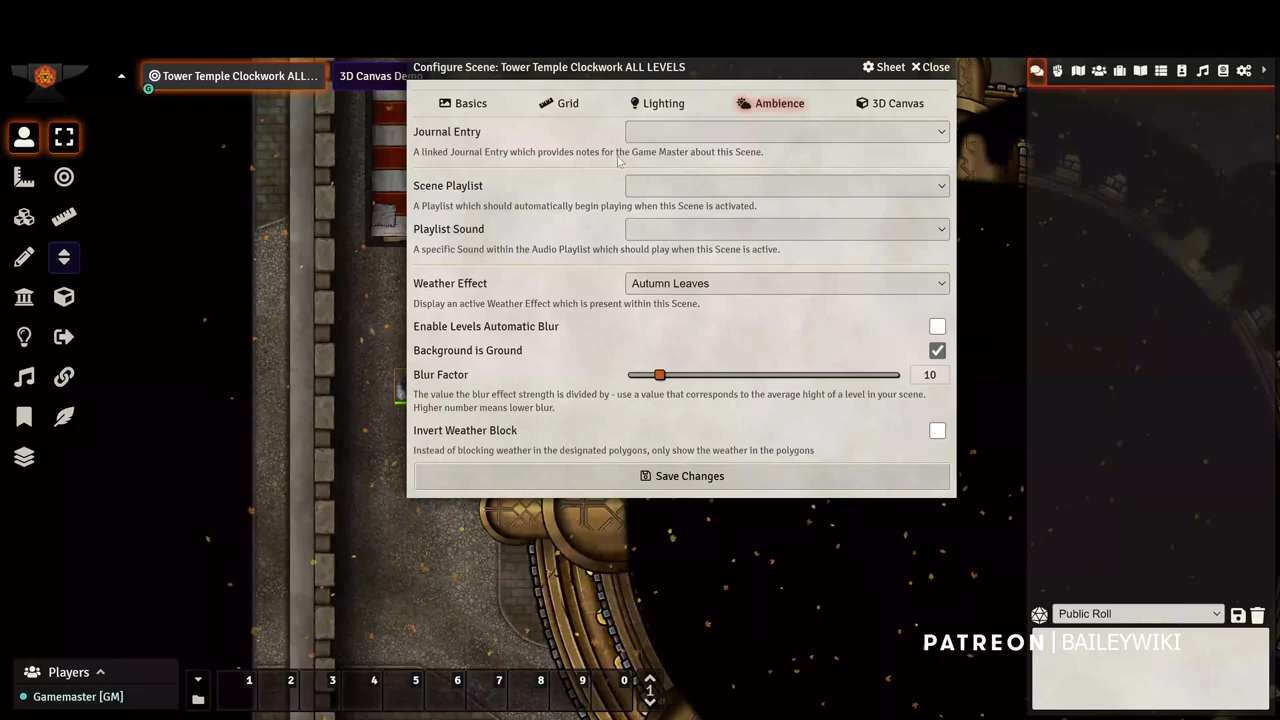 Tower Temple Clockwork ALL...
3D Canvas Demo
G
Configure Scene: Tower Temple Clockwork ALL LEVELS
Sheet
Close
Basics
Grid
Lighting
Ambience
3D Canvas
Journal Entry
A linked Journal Entry which provides notes for the Game Master about this Scene.
Scene Playlist
A Playlist which should automatically begin playing when this Scene is activated.
Playlist Sound
A specific Sound within the Audio Playlist which should play when this Scene is active.
Weather Effect
Autumn Leaves
Display an active Weather Effect which is present within this Scene.
Enable Levels Automatic Blur
Background is Ground
Blur Factor
10
The value the blur effect strength is divided by - use a value that corresponds to the average hight of a level in your scene.
Higher number means lower blur.
Invert Weather Block
Instead of blocking weather in the designated polygons, only show the weather in the polygons
Save Changes
Public Roll
PATREON | BAILEYWIKI
Players
Gamemaster [GM]
1 2 3 4 5 6 7 8 9 0
1